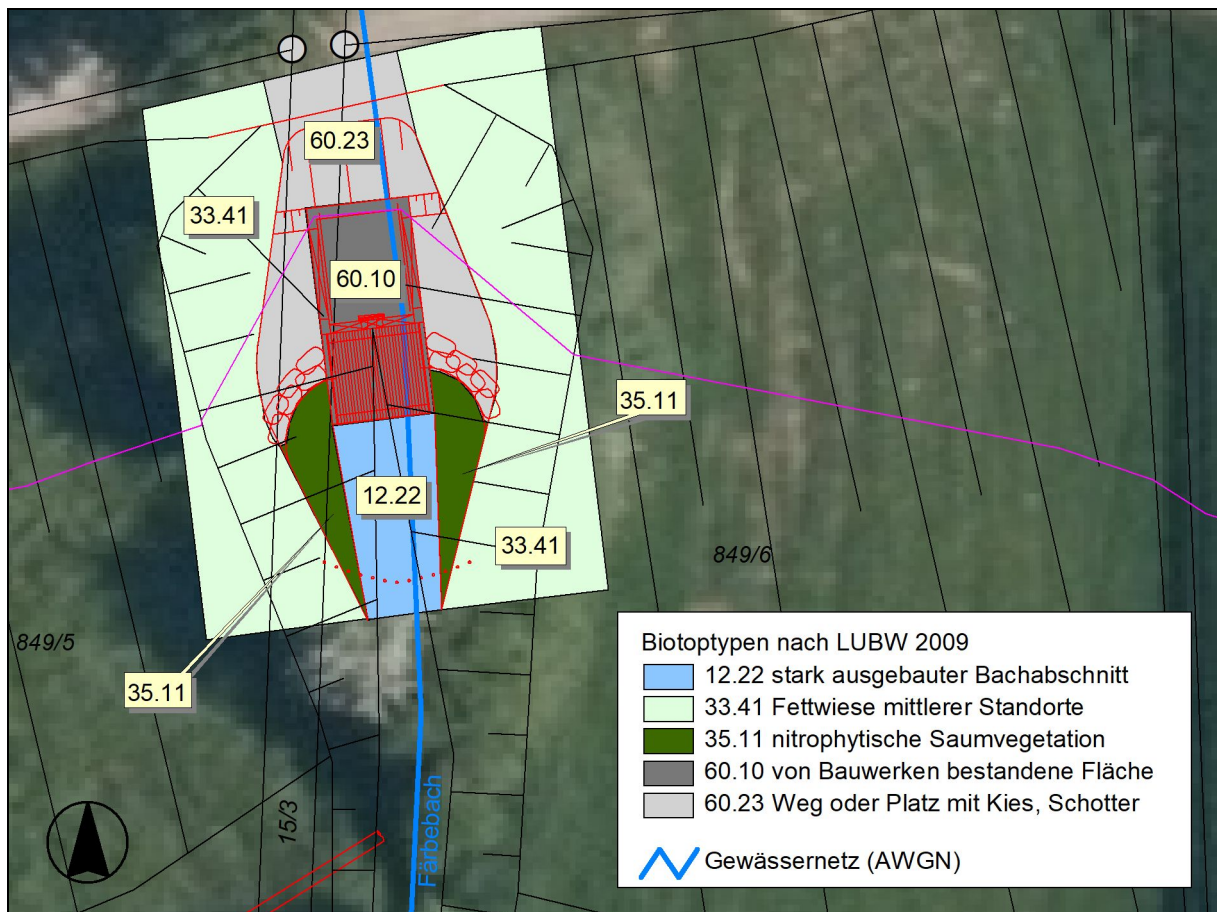 60.23
33.41
60.10
35.11
12.22
33.41
849/6
849/5
35.11
15/3
Färbebach
Biotoptypen nach LUBW 2009
12.22 stark ausgebauter Bachabschnitt
33.41 Fettwiese mittlerer Standorte
35.11 nitrophytische Saumvegetation
60.10 von Bauwerken bestandene Fläche
60.23 Weg oder Platz mit Kies, Schotter
Gewässernetz (AWGN)